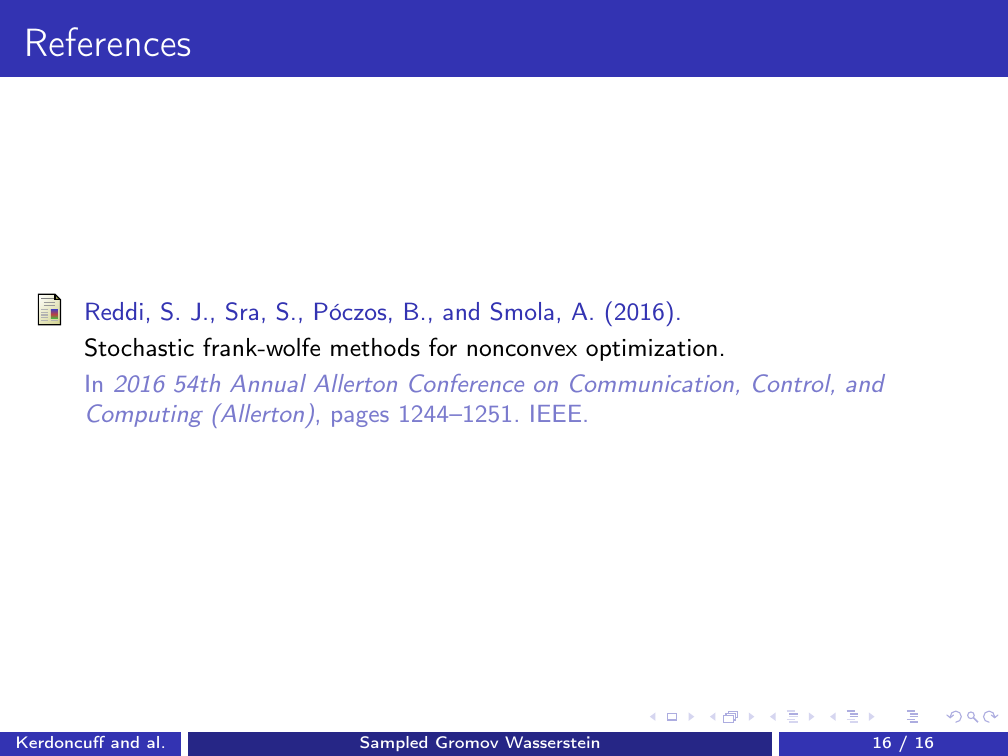 References
Reddi, S. J., Sra, S., Póczos, B., and Smola, A. (2016).
Stochastic frank-wolfe methods for nonconvex optimization.
In 2016 54th Annual Allerton Conference on Communication, Control, and
Computing (Allerton), pages 1244–1251. IEEE.
Kerdoncuff and al.
Sampled Gromov Wasserstein
16 / 16